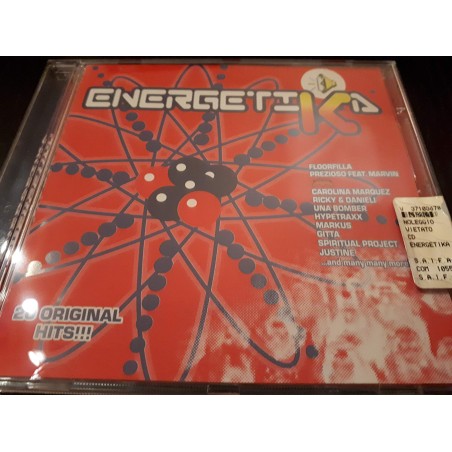 ENERGETIKA
FLOORFILLA
PREZIOSO FEAT. MARVIN
CAROLINA MARQUEZ
RICKY & DANIELI
UNA BOMBER
HYPETRAXX
MARKUS
GITTA
SPIRITUAL PROJECT
JUSTINE
...and many many more
ORIGINAL
HITS!!!
NOLEGGIO
VIETATO
CD
ENERGETIKA
S.A.I.F.A
COM
S.A.I.F